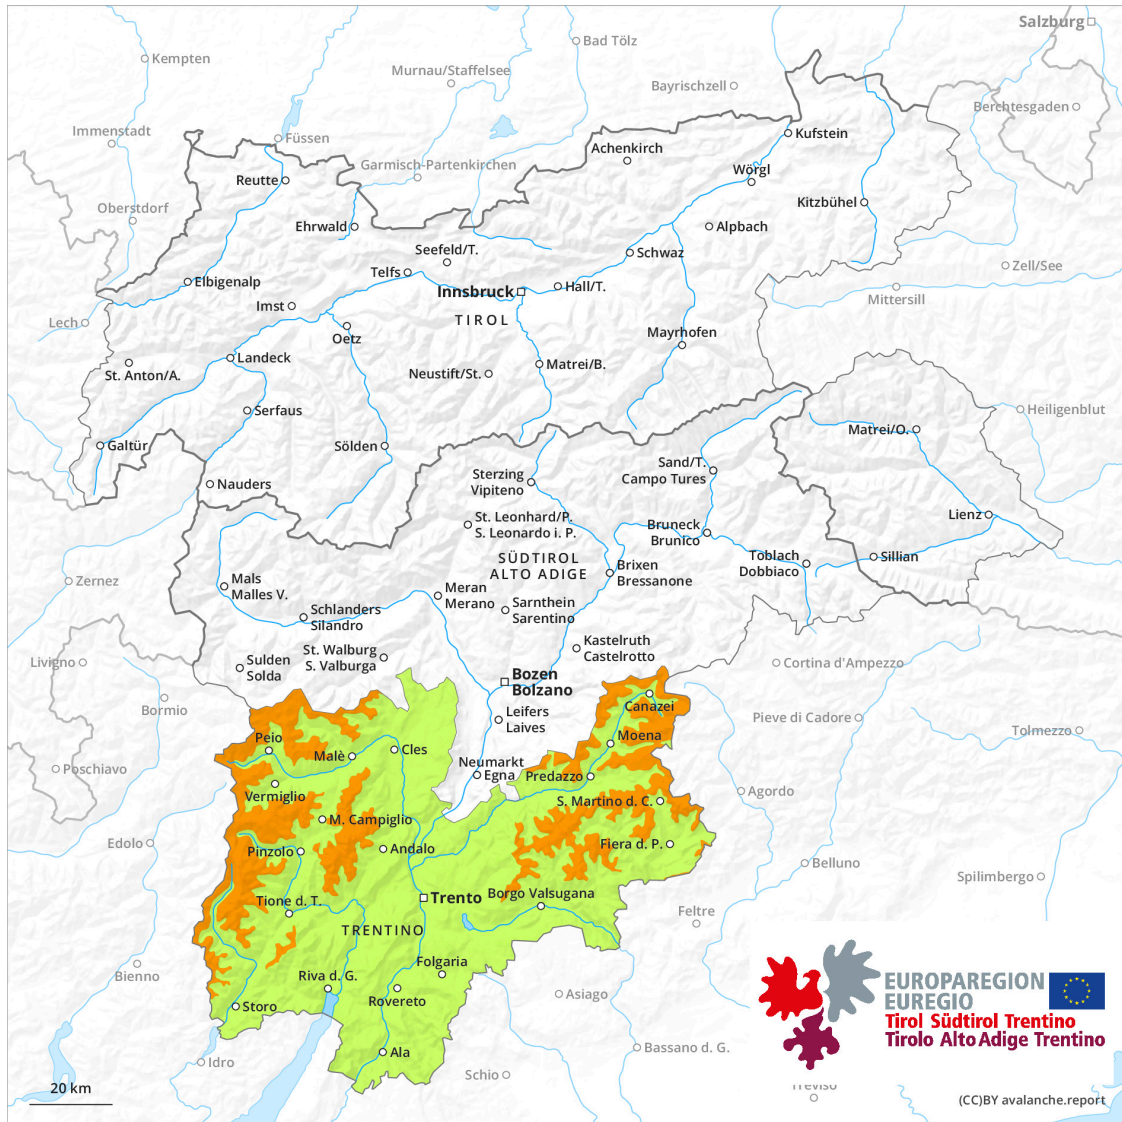 Salzburg
Bad Tölz
Kempten
Murnau/Staffelsee
Bayrischzell
Berchtesgaden
Immenstadt
Füssen
Kufstein
Achenkirch
Garmisch-Partenkirchen
Wörgl
Reutte
Kitzbühel
Oberstdorf
Ehrwald
Alpbach
Seefeld/T.
Schwaz
Zell/See
Telfs
Elbigenalp
Hall/T.
Innsbruck
Mittersill
Imst
TIROL
Lech
Oetz
Mayrhofen
Landeck
Matrei/B.
St. Anton/A.
Neustift/St.
Serfaus
Heiligenblut
Matrei/O.
Galtür
Sölden
Sand/T.
Campo Tures
Sterzing
Vipiteno
Nauders
Lienz
St. Leonhard/P.
S. Leonardo i. P.
Bruneck
Brunico
SÜDTIROL
ALTO ADIGE
Toblach
Dobbiaco
Sillian
Brixen
Bressanone
Zernez
Mals
Malles V.
Meran
Merano
Sarnthein
Sarentino
Schlanders
Silandro
Kastelruth
Castelrotto
St. Walburg
S. Valburga
Livigno
Sulden
Solda
Cortina d'Ampezzo
Bozen
Bolzano
Bormio
Canazei
Leifers
Laives
Pieve di Cadore
Tolmezzo
Peio
Moena
Cles
Malè
Neumarkt
Egna
Poschiavo
Predazzo
Vermiglio
Agordo
S. Martino d. C.
M. Campiglio
Edolo
Pinzolo
Andalo
Fiera d. P.
Belluno
Spilimbergo
Trento
Borgo Valsugana
Tione d. T.
Feltre
TRENTINO
Folgaria
Bienno
Riva d. G.
Rovereto
Asiago
Storo
EUROPAREGION
EUREGIO
Tirol Südtirol Trentino
Tirolo Alto Adige Trentino
Ala
Bassano d. G.
Idro
Schio
Treviso
20 km
(CC)BY avalanche.report